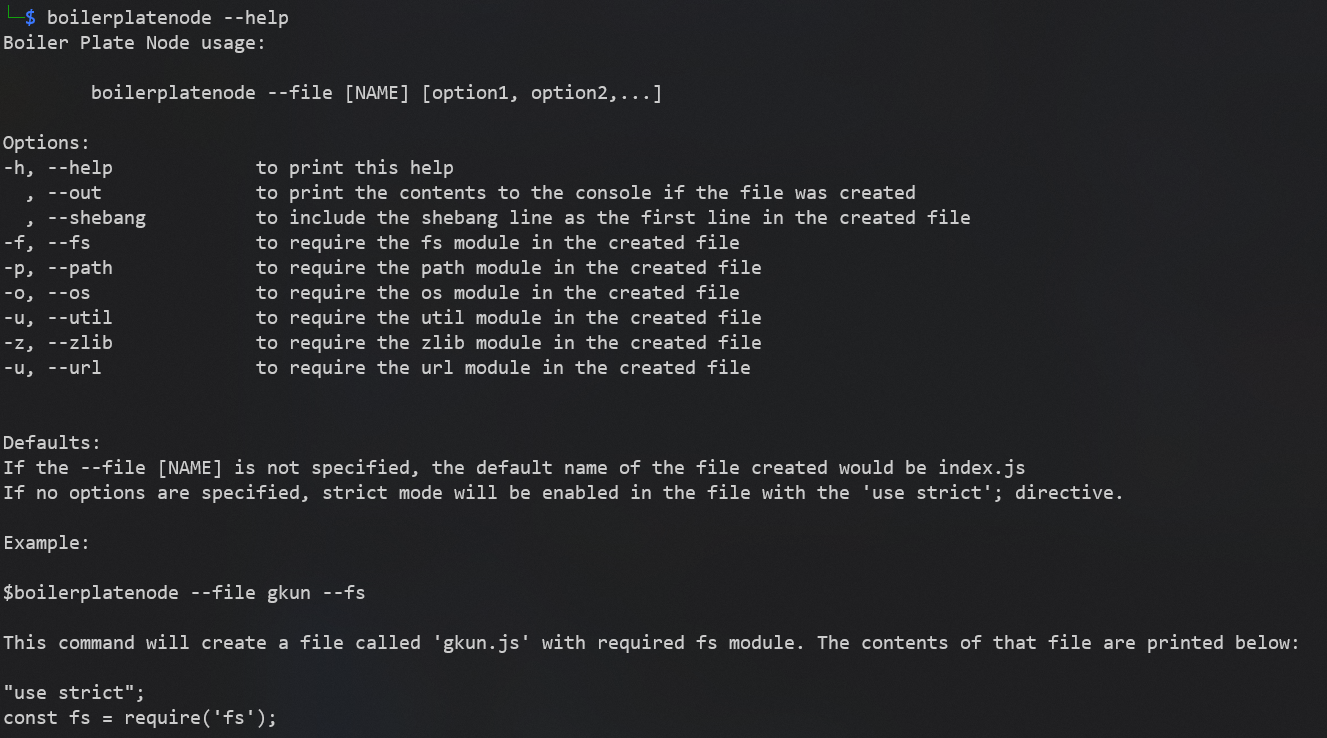 └─$ boilerplatenode --help
Boiler Plate Node usage:
boilerplatenode --file [NAME] [option1, option2,...]
Options:
-h, --help to print this help
, --out to print the contents to the console if the file was created
, --shebang to include the shebang line as the first line in the created file
-f, --fs to require the fs module in the created file
-p, --path to require the path module in the created file
-o, --os to require the os module in the created file
-u, --util to require the util module in the created file
-z, --zlib to require the zlib module in the created file
-u, --url to require the url module in the created file
Defaults:
If the --file [NAME] is not specified, the default name of the file created would be index.js
If no options are specified, strict mode will be enabled in the file with the 'use strict'; directive.
Example:
$boilerplatenode --file gkun --fs
This command will create a file called 'gkun.js' with required fs module. The contents of that file are printed below:
"use strict";
const fs = require('fs');